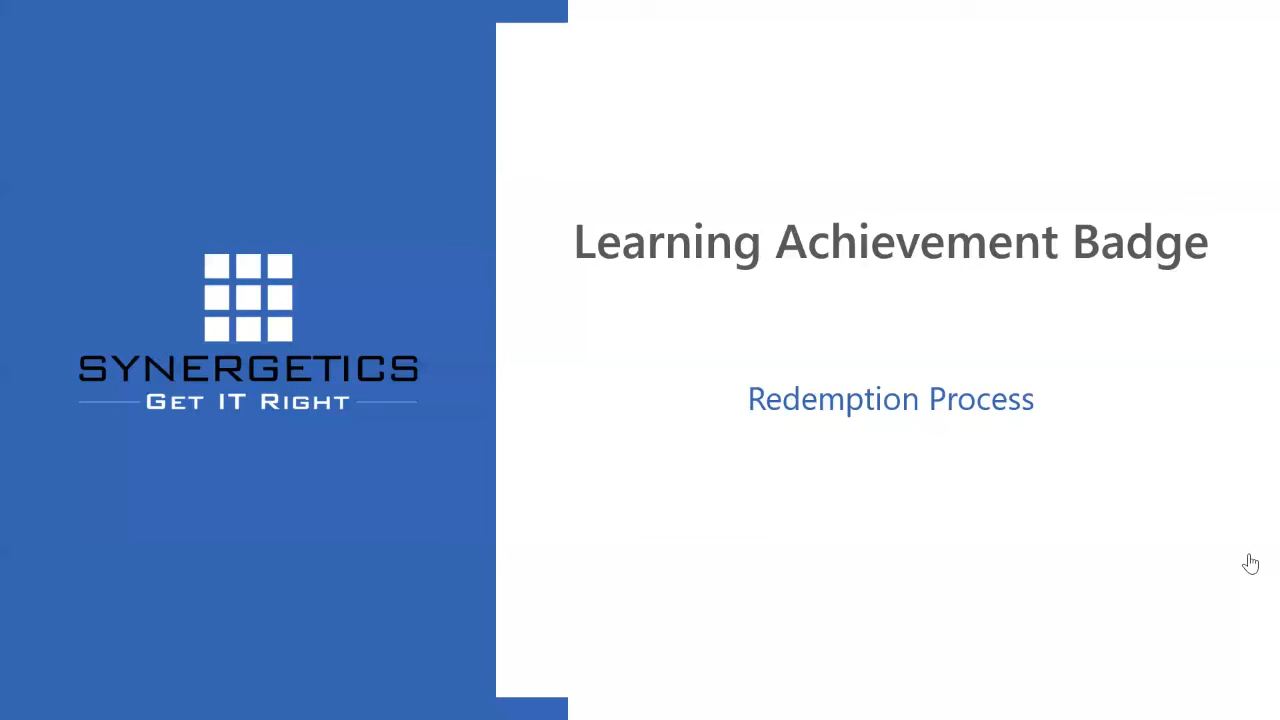 Learning Achievement Badge
SYNERGETICS
GET IT RIGHT
Redemption Process